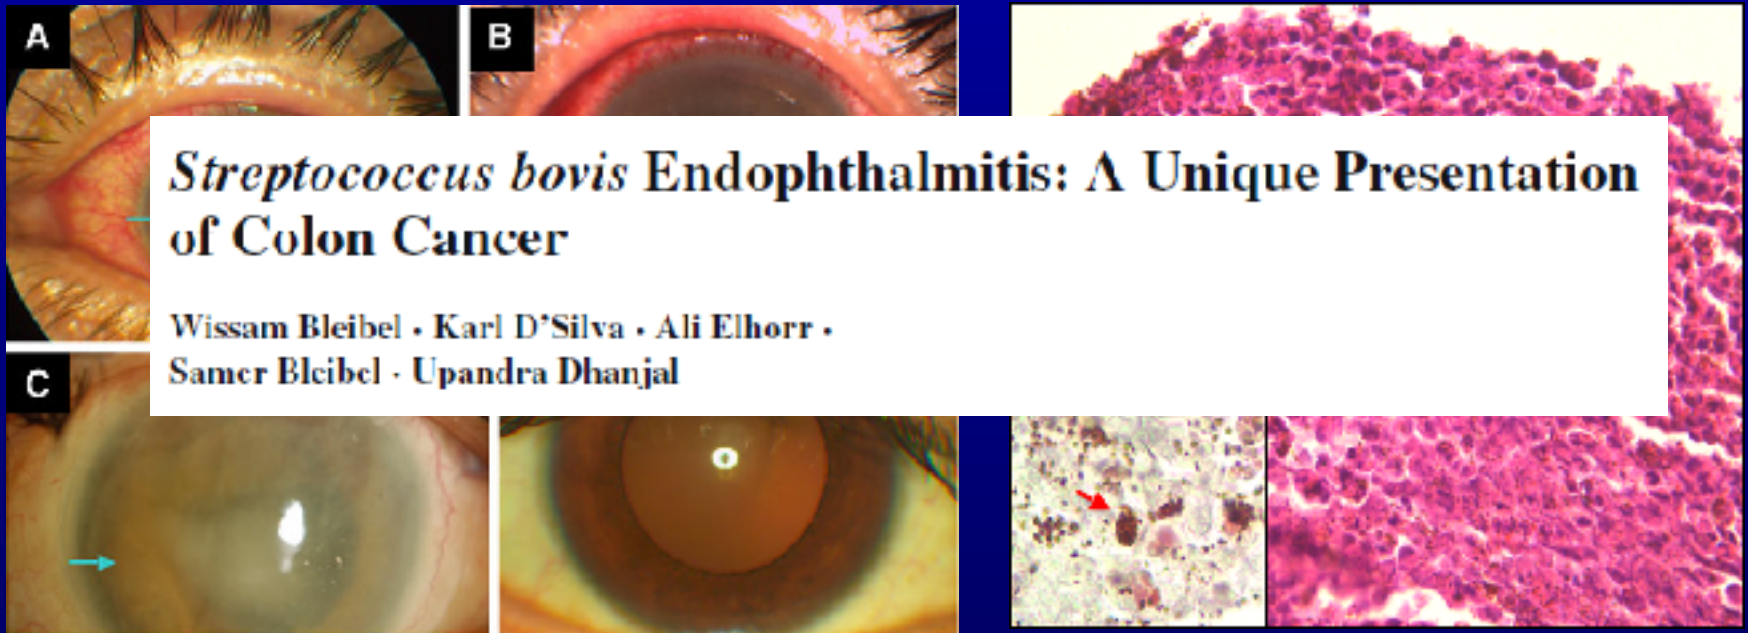 A
B
Streptococcus bovis Endophthalmitis: A Unique Presentation
of Colon Cancer
Wissam Bleibel · Karl D'Silva · Ali Elhorr ·
Samer Bleibel · Upandra Dhanjal
C